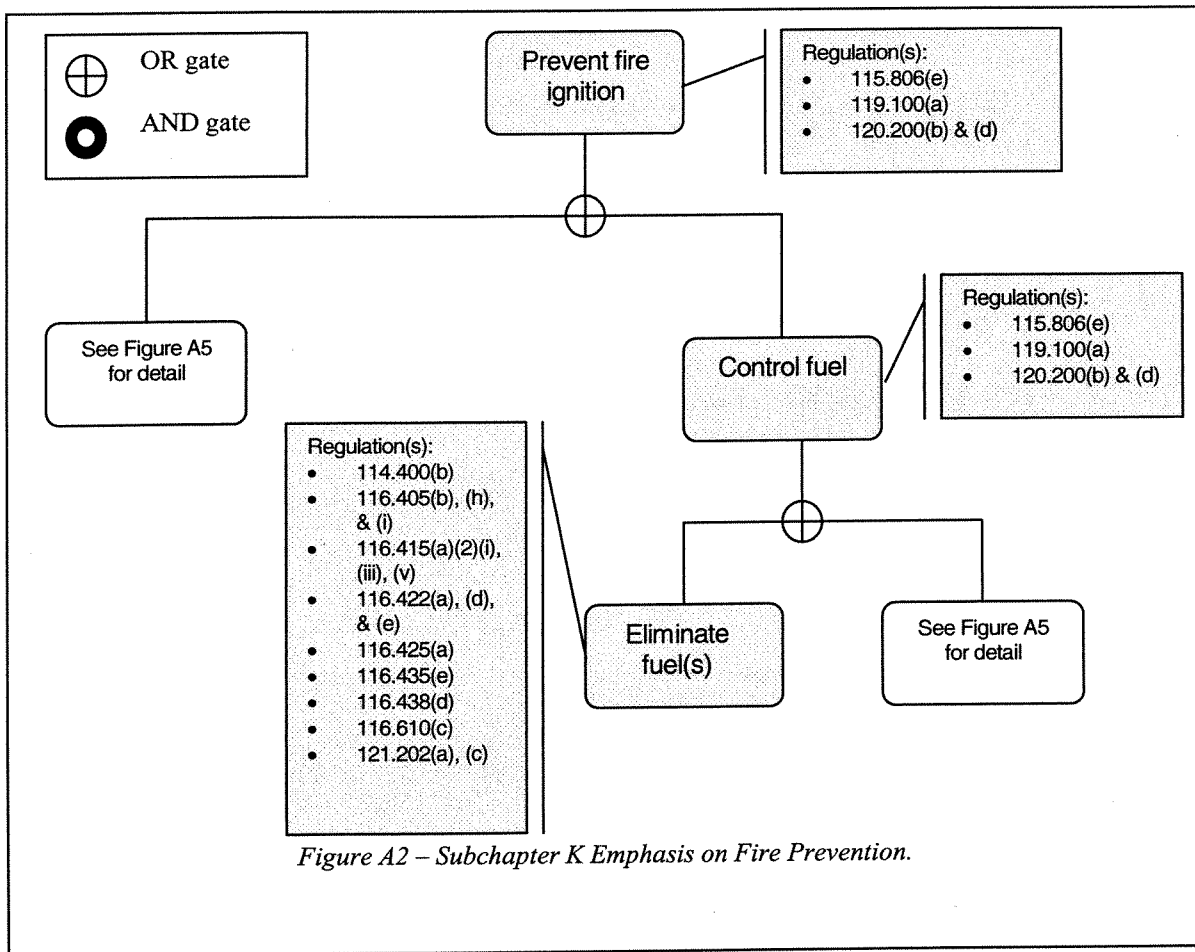 OR gate
AND gate
Prevent fire
ignition
Regulation(s):
• 115.806(e)
• 119.100(a)
• 120.200(b) & (d)
See Figure A5
for detail
Control fuel
Regulation(s):
• 115.806(e)
• 119.100(a)
• 120.200(b) & (d)
Regulation(s):
• 114.400(b)
• 116.405(b), (h),
& (i)
• 116.415(a)(2)(i),
(iii), (v)
• 116.422(a), (d),
& (e)
• 116.425(a)
• 116.435(e)
• 116.438(d)
• 116.610(c)
• 121.202(a), (c)
Eliminate
fuel(s)
See Figure A5
for detail
Figure A2 – Subchapter K Emphasis on Fire Prevention.